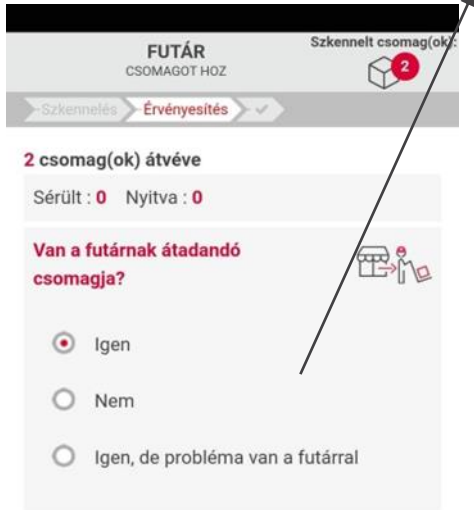 FUTÁR
CSOMAGOT HOZ
Szkennelt csomag(ok):
2
Szkennelés
Érvényesítés
2 csomag(ok) átvéve
Sérült : 0 Nyitva : 0
Van a futárnak átadandó
csomagja?
Igen
Nem
Igen, de probléma van a futárral